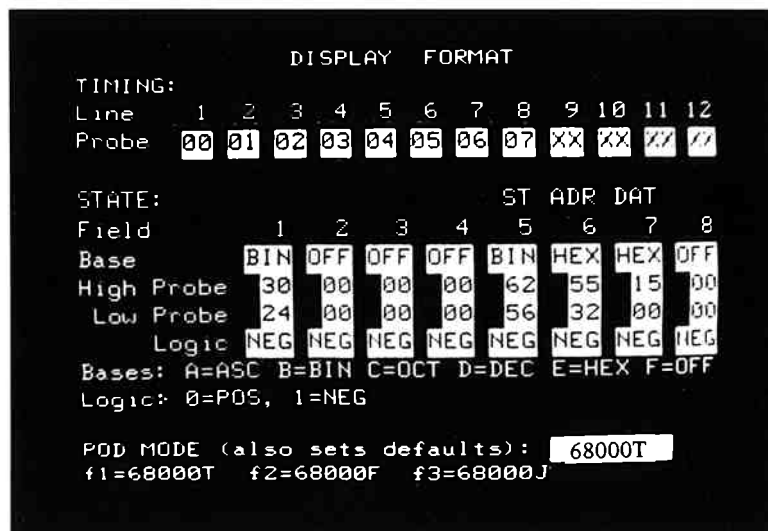 DISPLAY FORMAT
TIMING:
Line 1 2 3 4 5 6 7 8 9 10 11 12
Probe 00 01 02 03 04 05 06 07 XX XX XX XX
STATE: ST ADR DAT
Field 1 2 3 4 5 6 7 8
Base BIN OFF OFF OFF BIN HEX HEX OFF
High Probe 30 00 00 00 62 55 15 00
Low Probe 24 00 00 00 56 32 00 00
Logic NEG NEG NEG NEG NEG NEG NEG NEG
Bases: A=ASC B=BIN C=OCT D=DEC E=HEX F=OFF
Logic: 0=POS, 1=NEG
POD MODE (also sets defaults): 68000T
f1=68000T f2=68000F f3=68000J